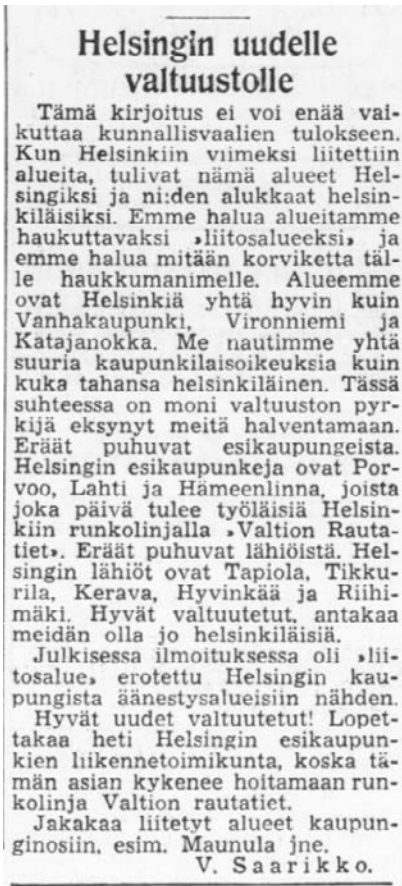 Helsingin uudelle
valtuustolle
Tämä kirjoitus ei voi enää vai-
kuttaa kunnallisvaalien tulokseen.
Kun Helsinkiin viimeksi liitettiin
alueita, tulivat nämä alueet Hel-
singiksi ja ni:den alukkaat helsin-
kiläisiksi. Emme halua alueitamme
haukuttavaksi »liitosalueeksi» ja
emme halua mitään korviketta täl-
le haukkumanimelle. Alueemme
ovat Helsinkiä yhtä hyvin kuin
Vanhakaupunki, Vironniemi ja
Katajanokka. Me nautimme yhtä
suuria kaupunkilaisoikeuksia kuin
kuka tahansa helsinkiläinen. Tässä
suhteessa on moni valtuuston pyr-
kijä eksynyt meitä halventamaan.
Eräät puhuvat esikaupungeista.
Helsingin esikaupunkeja ovat Por-
voo, Lahti ja Hämeenlinna, joista
joka päivä tulee työläisiä Helsin-
kiin runkolinjalla »Valtion Rauta-
tiet». Eräät puhuvat lähiöistä. Hel-
singin lähiöt ovat Tapiola, Tikku-
rila, Kerava, Hyvinkää ja Riihi-
mäki. Hyvät valtuutetut, antakaa
meidän olla jo helsinkiläisiä.
Julkisessa ilmoituksessa oli »lii-
tosalue» erotettu Helsingin kau-
pungista äänestysalueisiin nähden.
Hyvät uudet valtuutetut! Lopet-
takaa heti Helsingin esikaupun-
kien liikennetoimikunta, koska tä-
män asian kykenee hoitamaan run-
kolinja Valtion rautatiet.
Jakakaa liitetyt alueet kaupun-
ginosiin, esim. Maunula jne.
V. Saarikko.